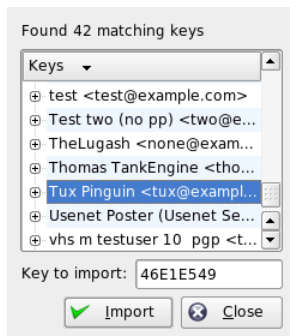 Found 42 matching keys
Keys
test <test@example.com>
Test two (no pp) <two@e...
TheLugash <none@exam...
Thomas TankEngine <tho...
Tux Pinguin <tux@exampl...
Usenet Poster (Usenet Se...
vhs m testuser 10 pgp <t...
Key to import: 46E1E549
Import Close